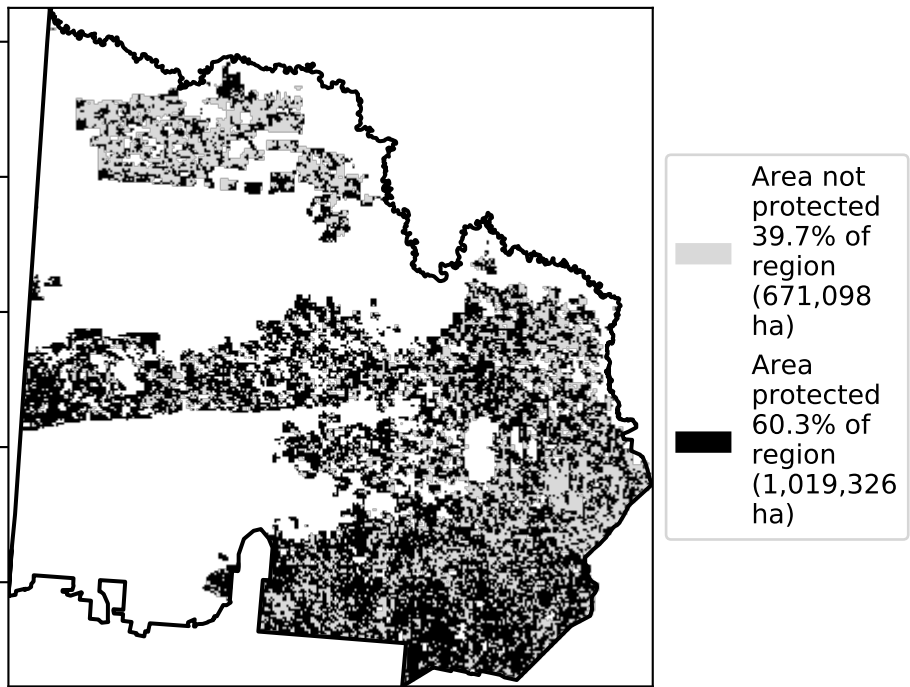 Area not
protected
39.7% of
region
(671,098
ha)
Area
protected
60.3% of
region
(1,019,326
ha)